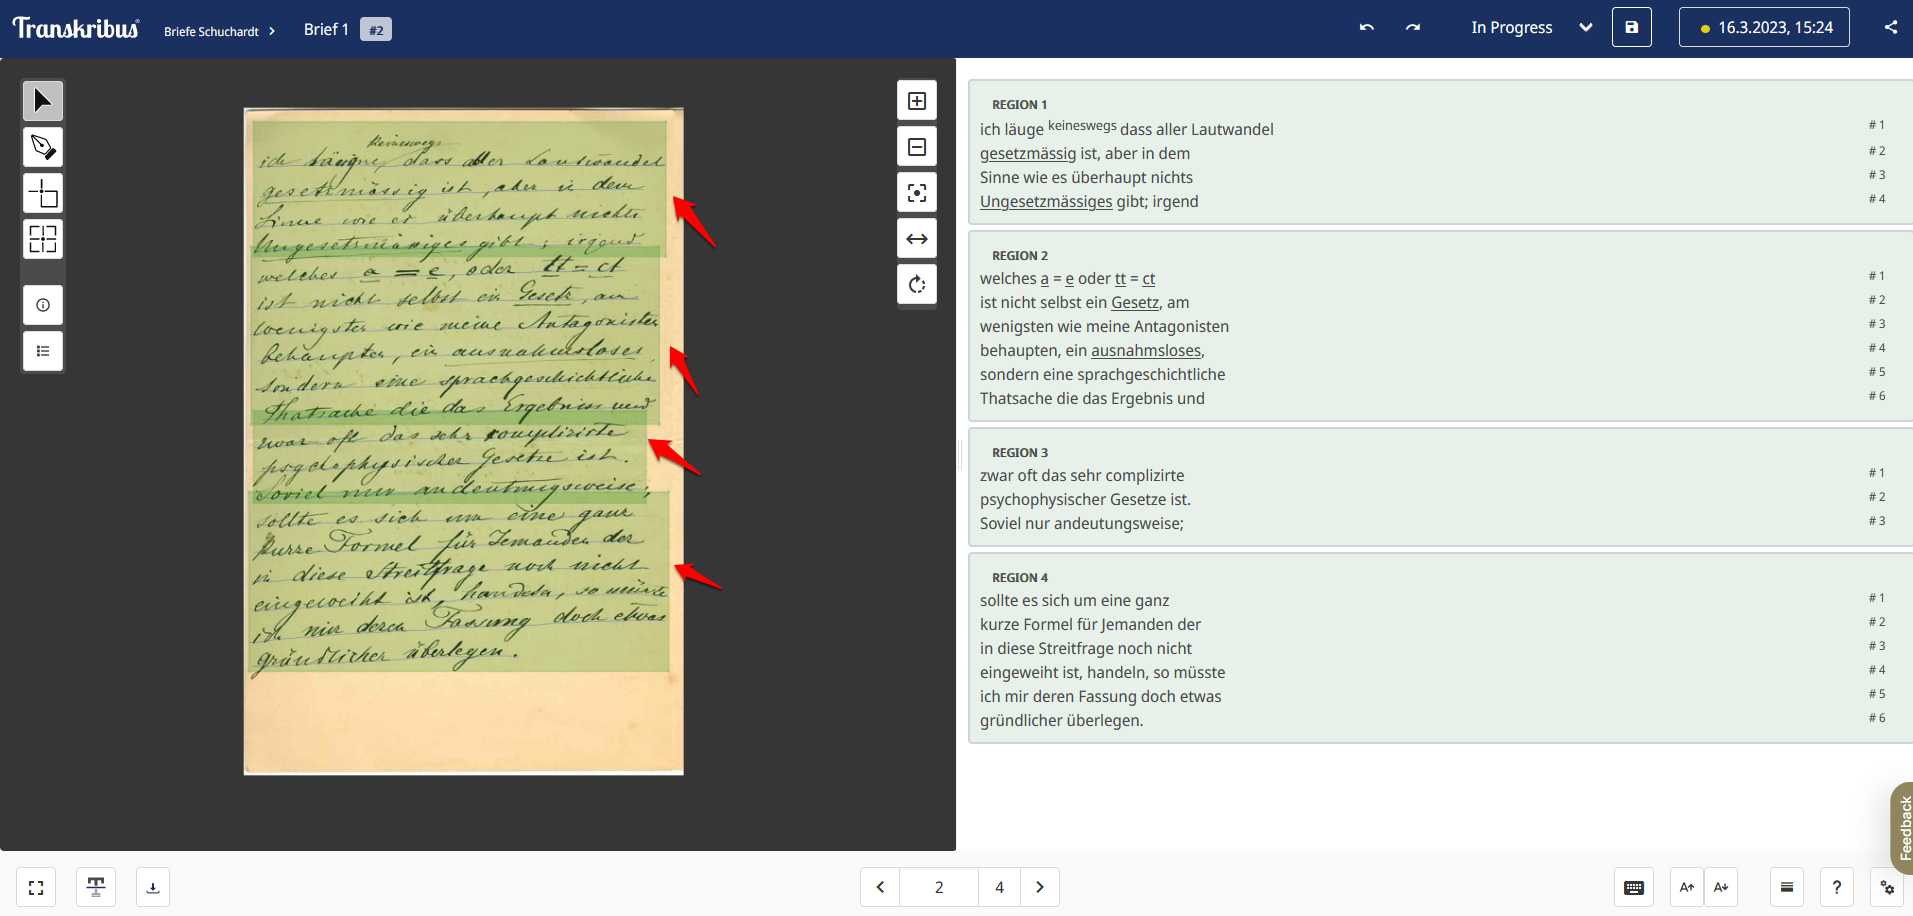 Transkribus
Briefe Schuchardt
Brief 1
#2
In Progress
16.3.2023, 15:24
keineswegs
ich läugne, dass aller Lautwandel
gesetzmässig ist, aber in dem
Sinne wie es überhaupt nichts
Ungesetzmässiges gibt; irgend
welches a = e, oder tt = ct
ist nicht selbst ein Gesetz, am
wenigsten wie meine Antagonisten
behaupten, ein ausnahmsloses,
sondern eine sprachgeschichtliche
Thatsache die das Ergebniss und
zwar oft das sehr complizirte
psychophysischer Gesetze ist.
Soviel nur andeutungsweise;
sollte es sich um eine ganz
kurze Formel für Jemanden der
in diese Streitfrage noch nicht
eingeweiht ist, handeln, so müsste
ich mir deren Fassung doch etwas
gründlicher überlegen.
REGION 1
ich läuge keineswegs dass aller Lautwandel #1
gesetzmässig ist, aber in dem #2
Sinne wie es überhaupt nichts #3
Ungesetzmässiges gibt; irgend #4
REGION 2
welches a = e oder tt = ct #1
ist nicht selbst ein Gesetz, am #2
wenigsten wie meine Antagonisten #3
behaupten, ein ausnahmsloses, #4
sondern eine sprachgeschichtliche #5
Thatsache die das Ergebnis und #6
REGION 3
zwar oft das sehr complizirte #1
psychophysischer Gesetze ist. #2
Soviel nur andeutungsweise; #3
REGION 4
sollte es sich um eine ganz #1
kurze Formel für Jemanden der #2
in diese Streitfrage noch nicht #3
eingeweiht ist, handeln, so müsste #4
ich mir deren Fassung doch etwas #5
gründlicher überlegen. #6
Feedback
2
4
A
A
?